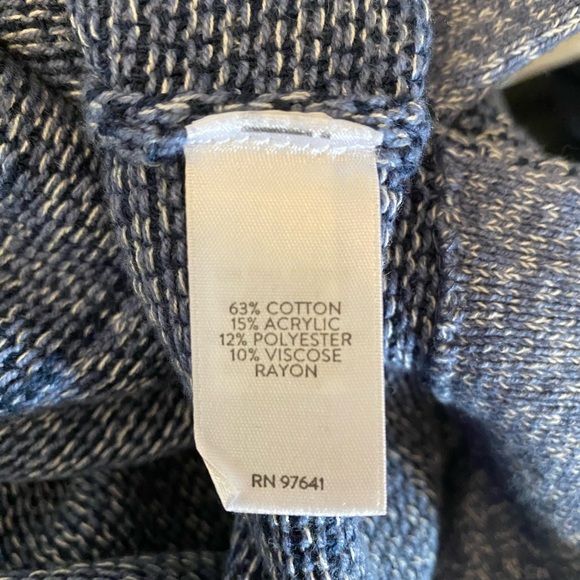 63% COTTON
15% ACRYLIC
12% POLYESTER
10% VISCOSE
RAYON
RN 97641